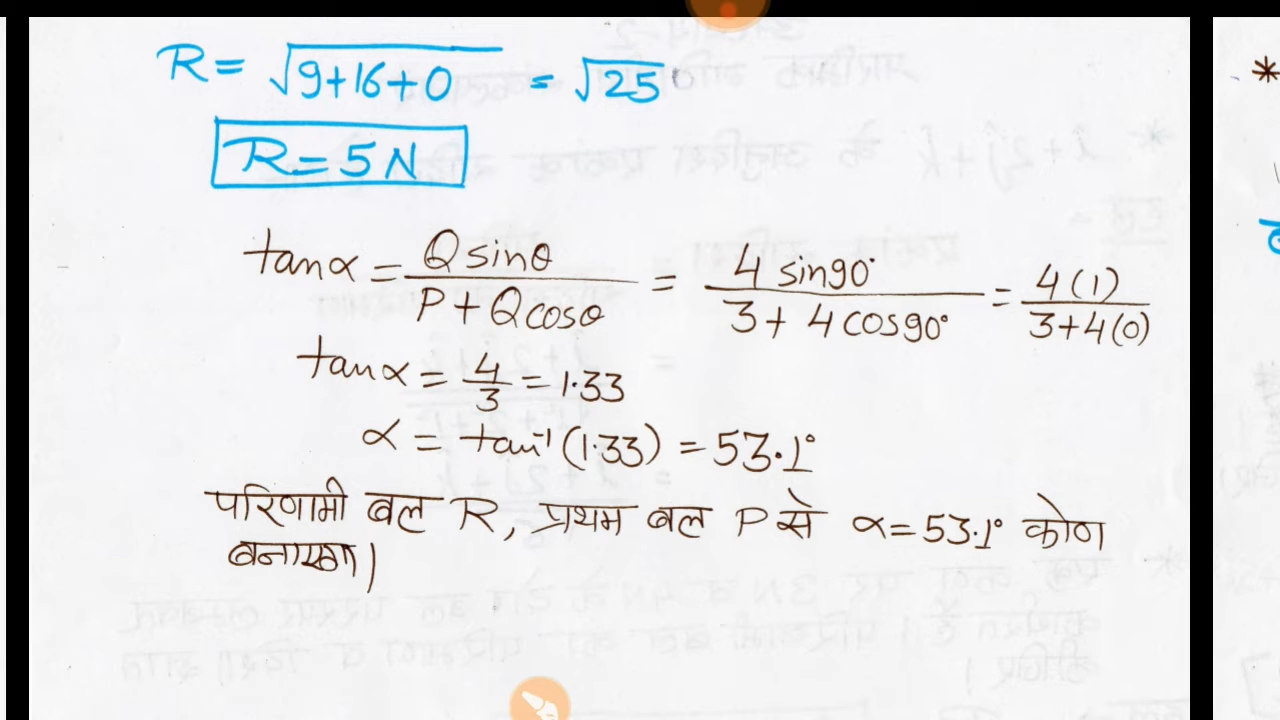 R = √9+16+0 = √25
R = 5 N
tanα = Q sinθ / P + Q cosθ = 4 sin90° / 3 + 4 cos90° = 4(1) / 3+4(0)
tanα = 4/3 = 1.33
α = tan⁻¹(1.33) = 53.1°
परिणामी बल R, प्रथम बल P से α = 53.1° कोण
बनाएगा।
*